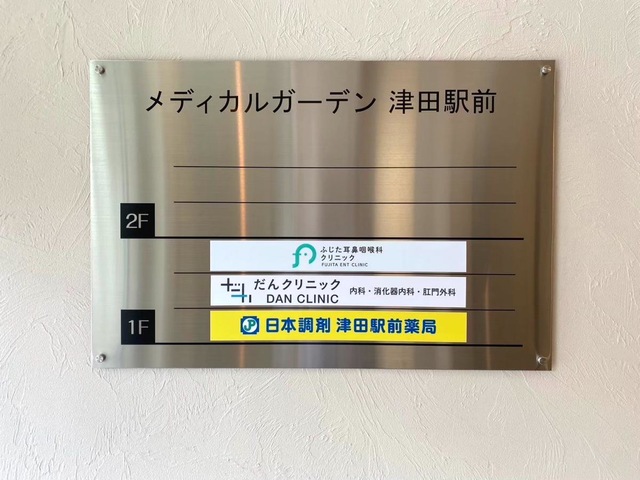 メディカルガーデン 津田駅前
2F
ふじた耳鼻咽喉科
クリニック
FUJITA ENT CLINIC
だんクリニック
DAN CLINIC
内科・消化器内科・肛門外科
1F
JP 日本調剤 津田駅前薬局